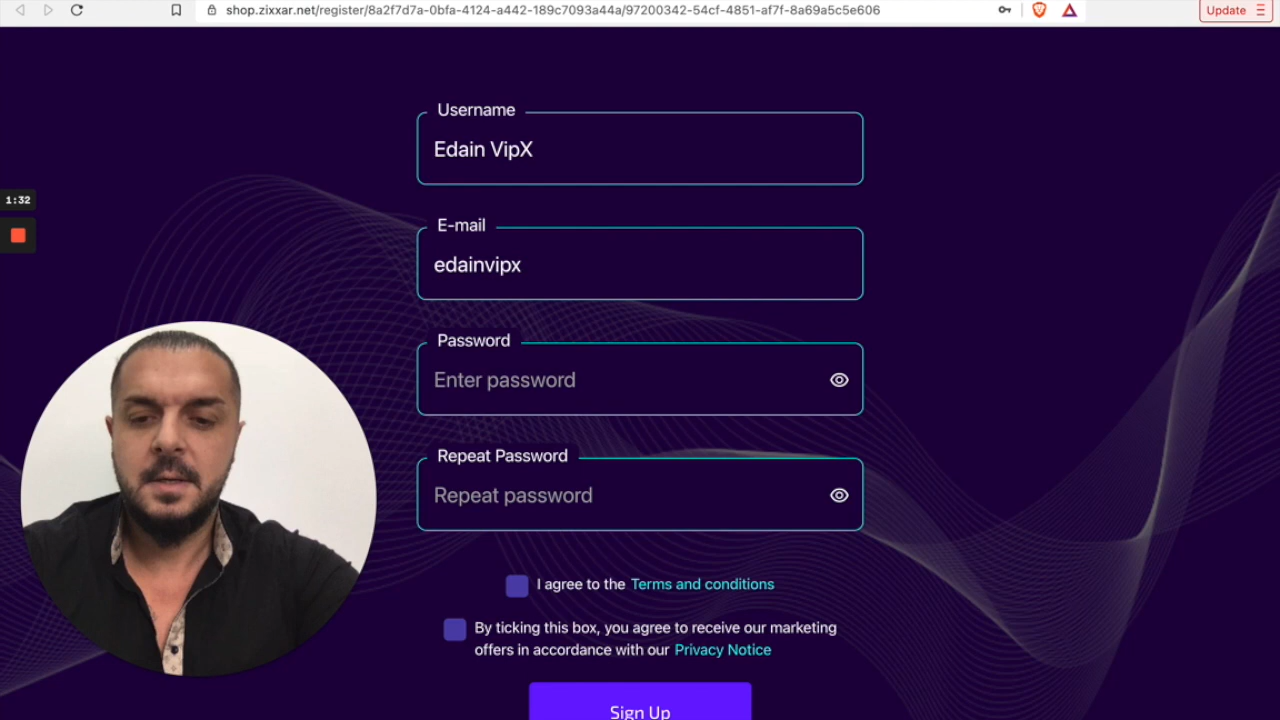 shop.zixxar.net/register/8a2f7d7a-0bfa-4124-a442-189c7093a44a/97200342-54cf-4851-af7f-8a69a5c5e606
Update
Username
Edain VipX
1:32
E-mail
edainvipx
Password
Enter password
Repeat Password
Repeat password
I agree to the Terms and conditions
By ticking this box, you agree to receive our marketing
offers in accordance with our Privacy Notice
Sign Up